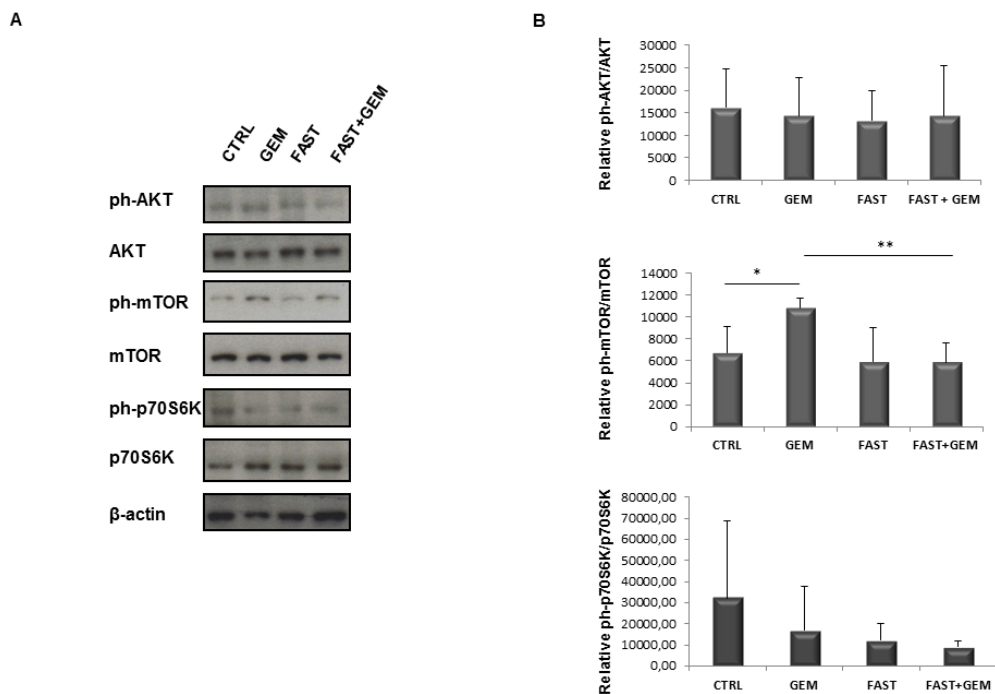 A
CTRL
GEM
FAST
FAST+GEM
ph-AKT
AKT
ph-mTOR
mTOR
ph-p70S6K
p70S6K
β-actin
B
Relative ph-AKT/AKT
30000
25000
20000
15000
10000
5000
0
CTRL GEM FAST FAST + GEM
Relative ph-mTOR/mTOR
14000
12000
10000
8000
6000
4000
2000
0
*
**
CTRL GEM FAST FAST+GEM
Relative ph-p70S6K/p70S6K
80000,00
70000,00
60000,00
50000,00
40000,00
30000,00
20000,00
10000,00
0,00
CTRL GEM FAST FAST+GEM